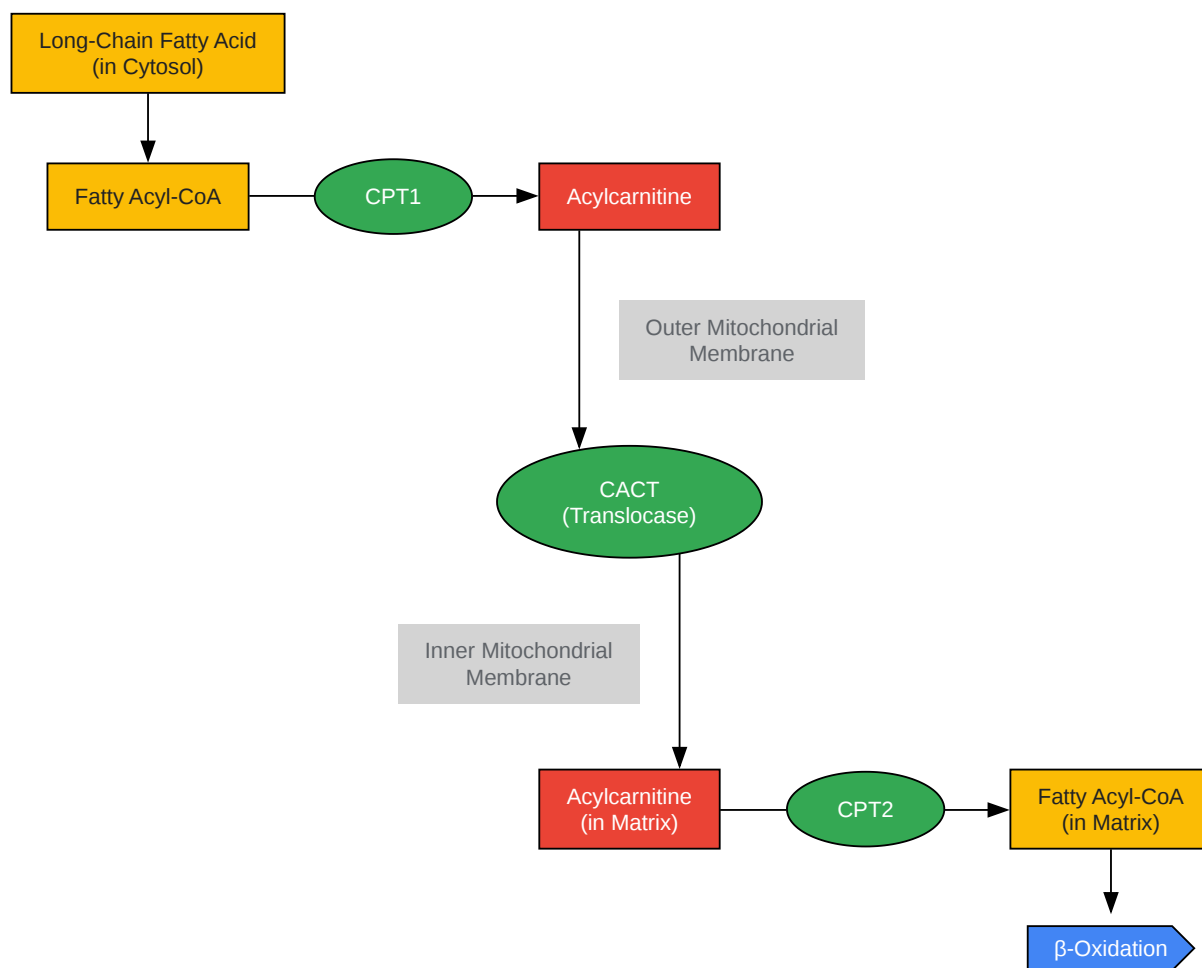 Long-Chain Fatty Acid
(in Cytosol)
Fatty Acyl-CoA
CPT1
Acylcarnitine
Outer Mitochondrial
Membrane
CACT
(Translocase)
Inner Mitochondrial
Membrane
Acylcarnitine
(in Matrix)
CPT2
Fatty Acyl-CoA
(in Matrix)
β-Oxidation